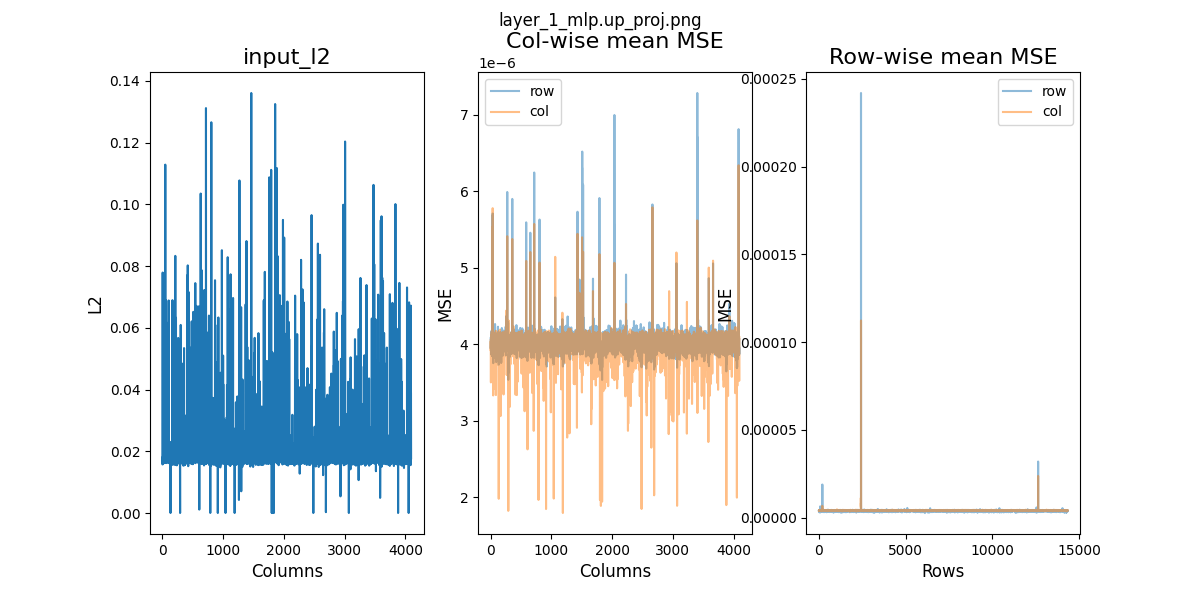 layer_1_mlp.up_proj.png
input_l2
L2
0.14
0.12
0.10
0.08
0.06
0.04
0.02
0.00
0 1000 2000 3000 4000
Columns
Col-wise mean MSE
1e−6
row
col
MSE
7
6
5
4
3
2
0 1000 2000 3000 4000
Columns
Row-wise mean MSE
row
col
MSE
0.00025
0.00020
0.00015
0.00010
0.00005
0.00000
0 5000 10000 15000
Rows